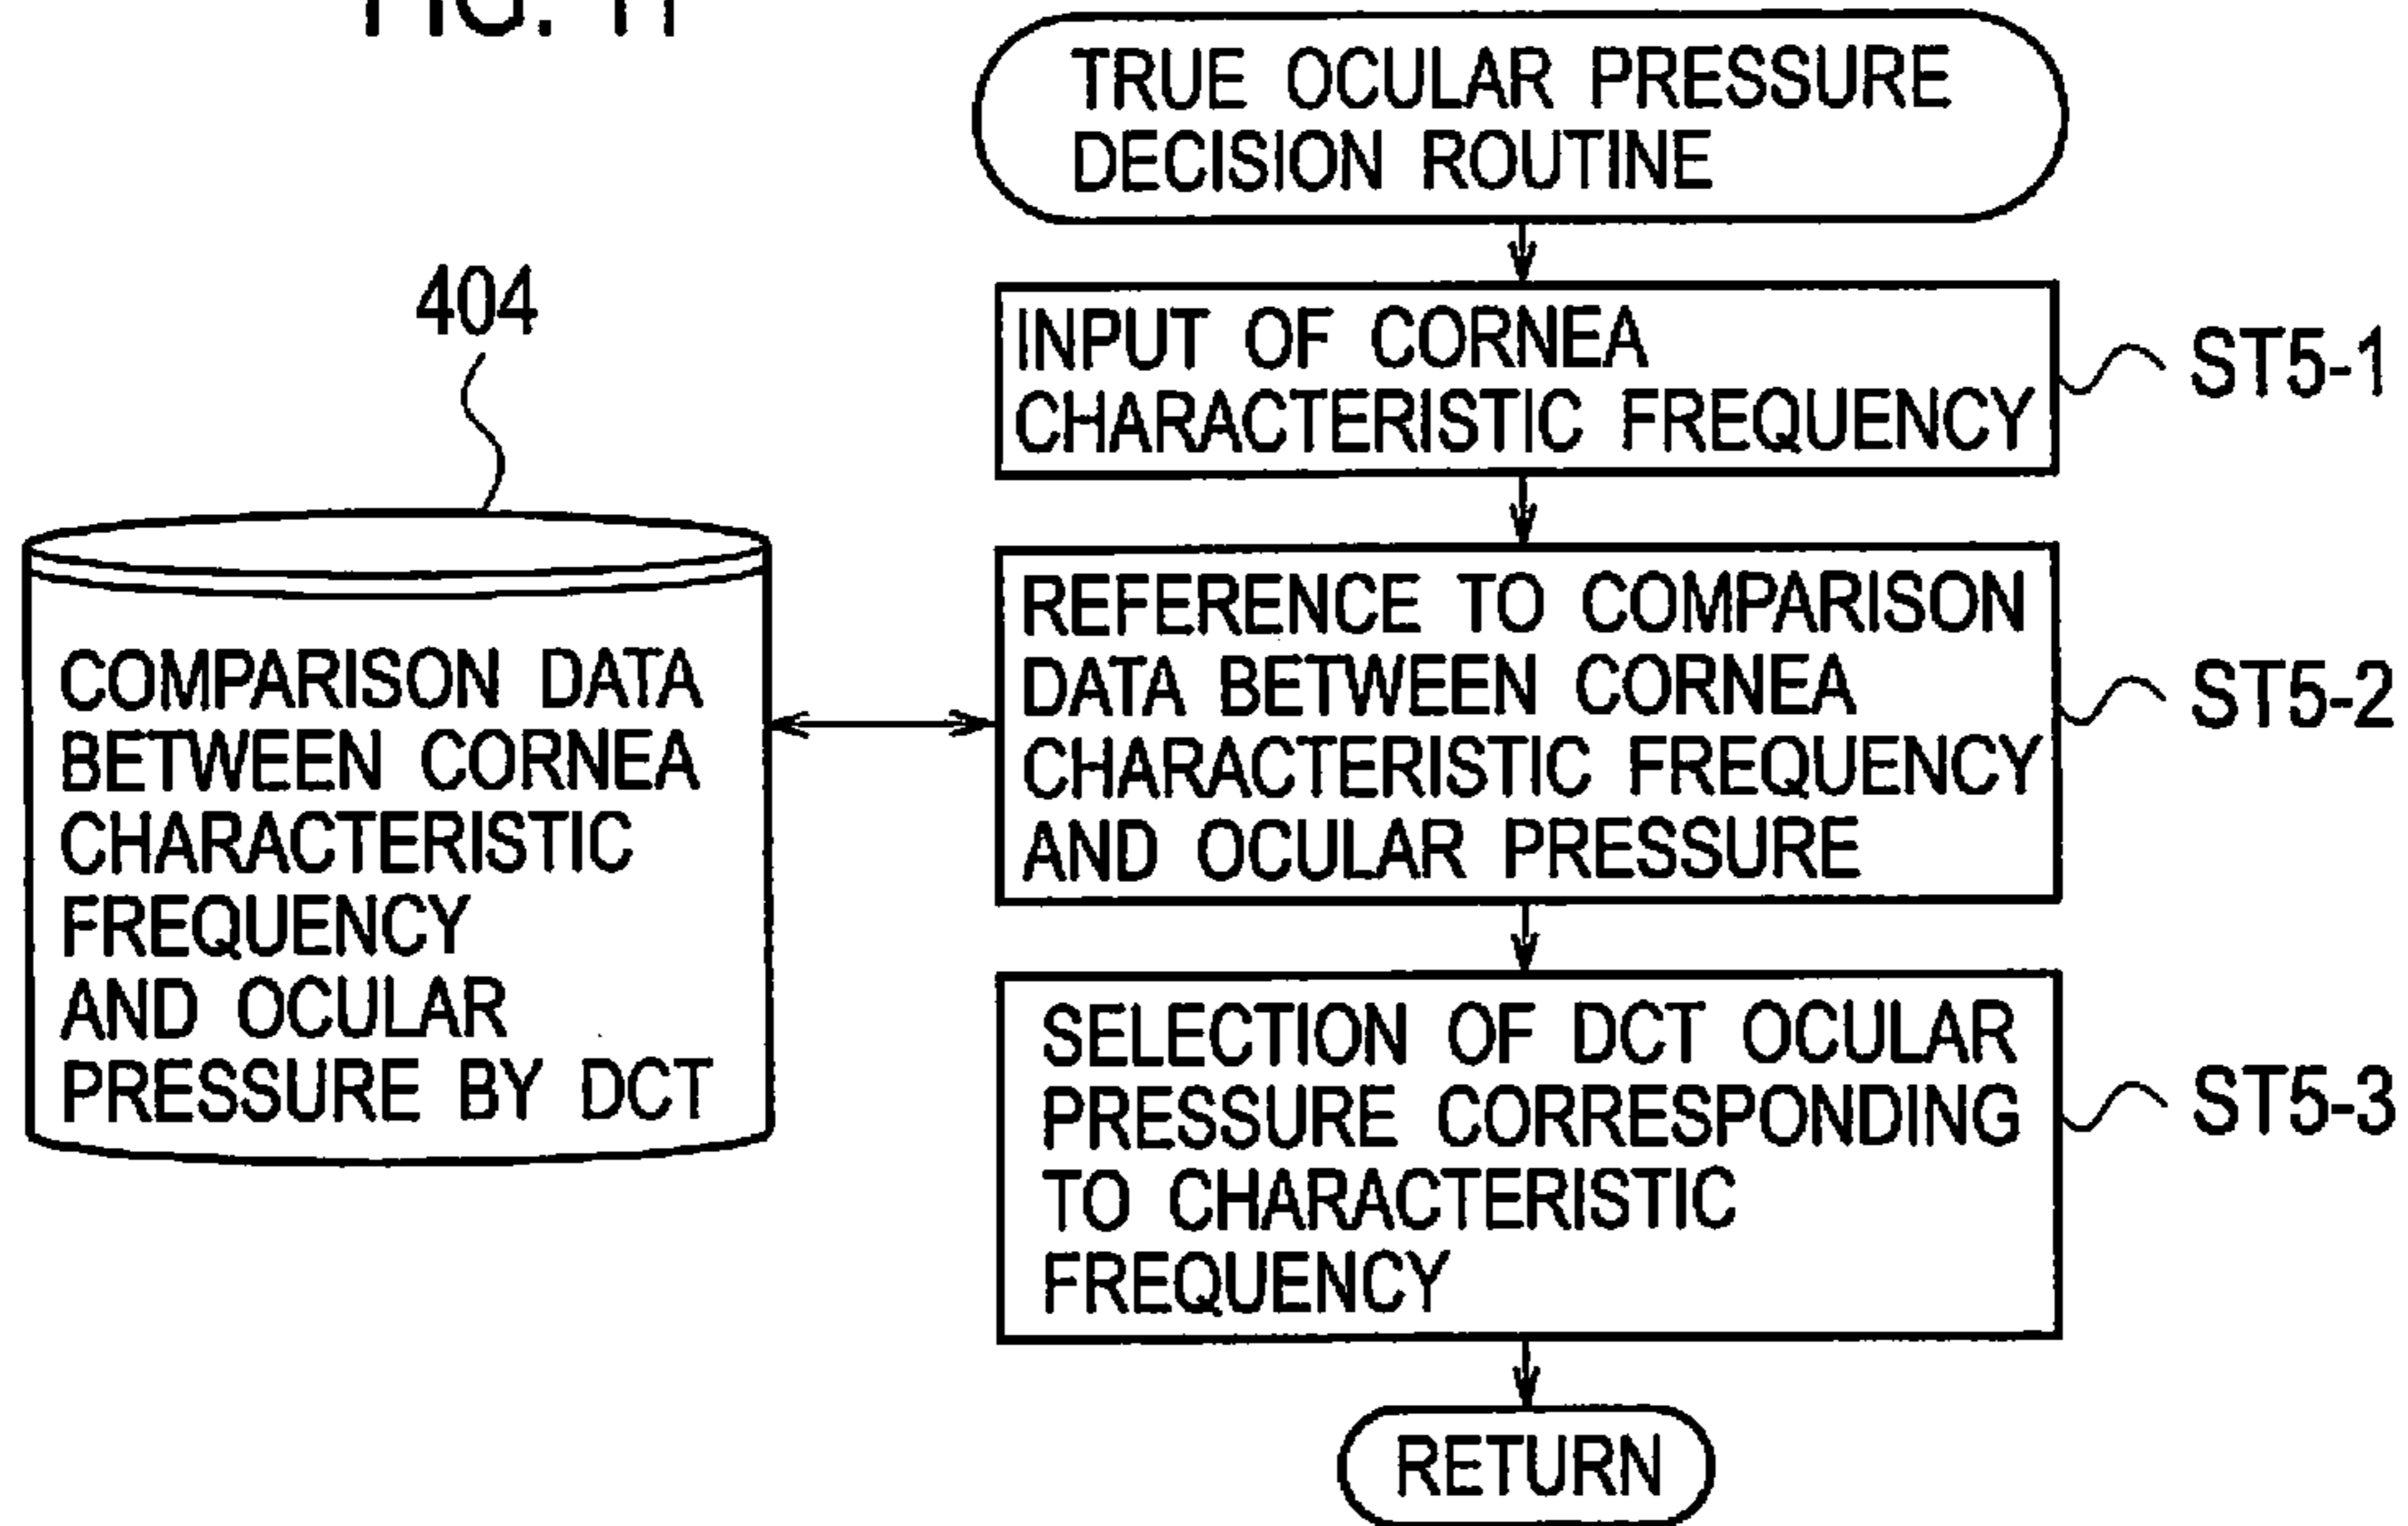 FIG. 11
TRUE OCULAR PRESSURE
DECISION ROUTINE
INPUT OF CORNEA
CHARACTERISTIC FREQUENCY
ST5-1
404
COMPARISON DATA
BETWEEN CORNEA
CHARACTERISTIC
FREQUENCY
AND OCULAR
PRESSURE BY DCT
REFERENCE TO COMPARISON
DATA BETWEEN CORNEA
CHARACTERISTIC FREQUENCY
AND OCULAR PRESSURE
ST5-2
SELECTION OF DCT OCULAR
PRESSURE CORRESPONDING
TO CHARACTERISTIC
FREQUENCY
ST5-3
RETURN